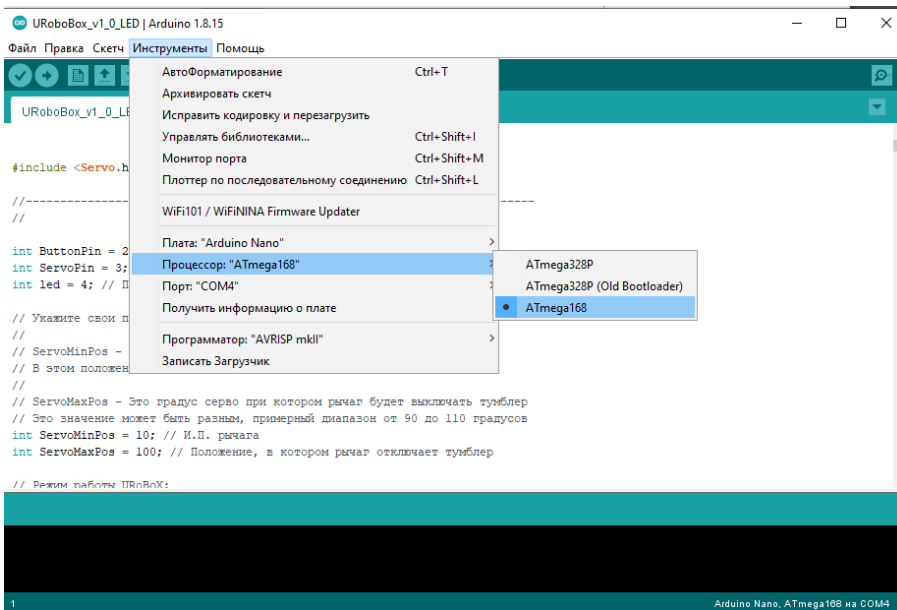 URoboBox_v1_0_LED | Arduino 1.8.15
Файл Правка Скетч Инструменты Помощь
АвтоФорматирование Ctrl+T
Архивировать скетч
Исправить кодировку и перезагрузить
Управлять библиотеками... Ctrl+Shift+I
Монитор порта Ctrl+Shift+M
Плоттер по последовательному соединению Ctrl+Shift+L
WiFi101 / WiFiNINA Firmware Updater
Плата: "Arduino Nano"
Процессор: "ATmega168"
Порт: "COM4"
Получить информацию о плате
Программатор: "AVRISP mkII"
Записать Загрузчик
ATmega328P
ATmega328P (Old Bootloader)
ATmega168
URoboBox_v1_0_LE
#include <Servo.h
//---------------
//
int ButtonPin = 2
int ServoPin = 3;
int led = 4; // П
// Укажите свои п
//
// ServoMinPos -
// В этом положен
//
// ServoMaxPos - Это градус серво при котором рычаг будет выключать тумблер
// Это значение может быть разным, примерный диапазон от 90 до 110 градусов
int ServoMinPos = 10; // И.П. рычага
int ServoMaxPos = 100; // Положение, в котором рычаг отключает тумблер
// Режим работы URoBoX:
1
Arduino Nano, ATmega168 на COM4